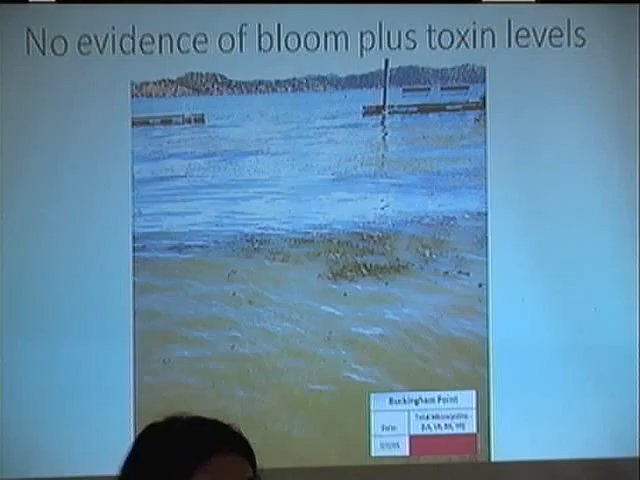 No evidence of bloom plus toxin levels
Buckingham Point
Date
Total Microcystins -